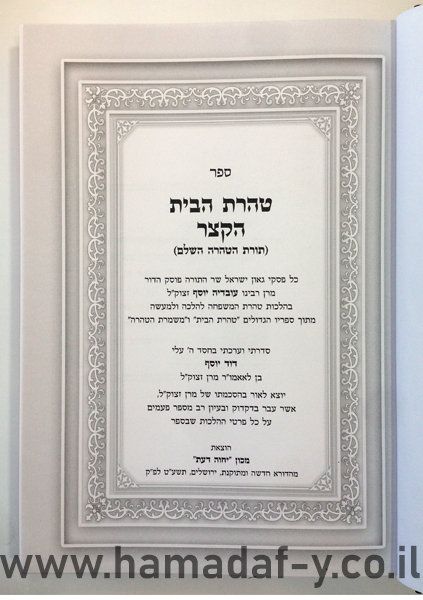 ספר
טהרת הבית
הקצר
(תורת הטהרה השלם)
כל פסקי גאון ישראל שר התורה פוסק הדור
מרן רבינו עובדיה יוסף זצוק"ל
בהלכות טהרת המשפחה להלכה ולמעשה
מתוך ספריו הגדולים "טהרת הבית" ו"משמרת הטהרה"
סדרתי וערכתי בחסד ה' עלי
דוד יוסף
בן לאאמו"ר מרן זצוק"ל
יוצא לאור בהסכמתו של מרן זצוק"ל,
אשר עבר בדקדוק ובעיון רב מספר פעמים
על כל פרטי ההלכות שבספר
הוצאת
מכון "יחוה דעת"
מהדורא חדשה ומתוקנת, ירושלים, תשע"ט לפ"ק
www.hamadaf-y.co.il